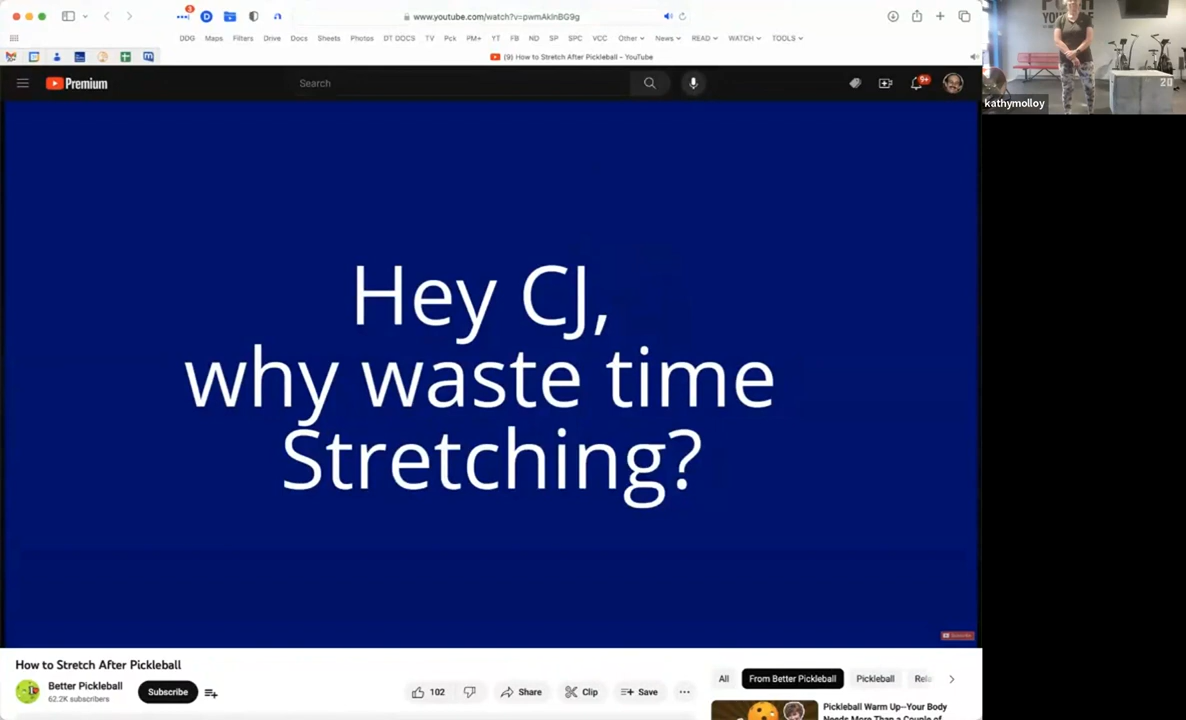 www.youtube.com/watch?v=pwmAkInBG9g
DDG Maps Filters Drive Docs Sheets Photos DT DOCS TV Pck PM+ YT FB ND SP SPC VCC Other News READ WATCH TOOLS
(9) How to Stretch After Pickleball – YouTube
Premium
Search
9+
kathymolloy
20
Hey CJ,
why waste time
Stretching?
Subscribe
How to Stretch After Pickleball
Better Pickleball
62.2K subscribers
Subscribe
102
Share
Clip
Save
All
From Better Pickleball
Pickleball
Rela
Pickleball Warm Up–Your Body
Needs More Than a Couple of